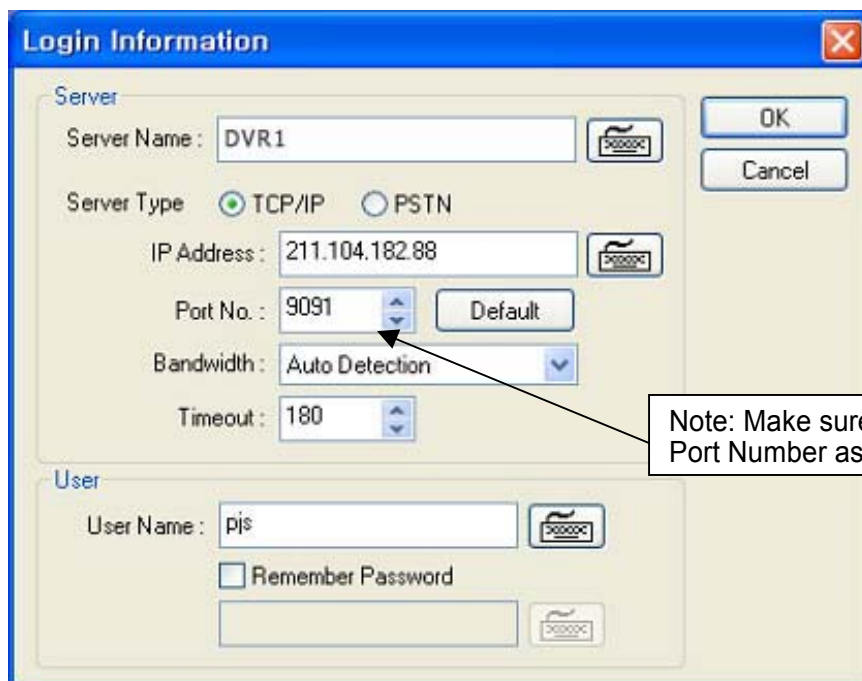 Login Information
Server
Server Name : DVR1
OK
Cancel
Server Type TCP/IP PSTN
IP Address : 211.104.182.88
Port No. : 9091 Default
Bandwidth : Auto Detection
Timeout : 180
Note: Make sure
Port Number as
User
User Name : pjs
Remember Password